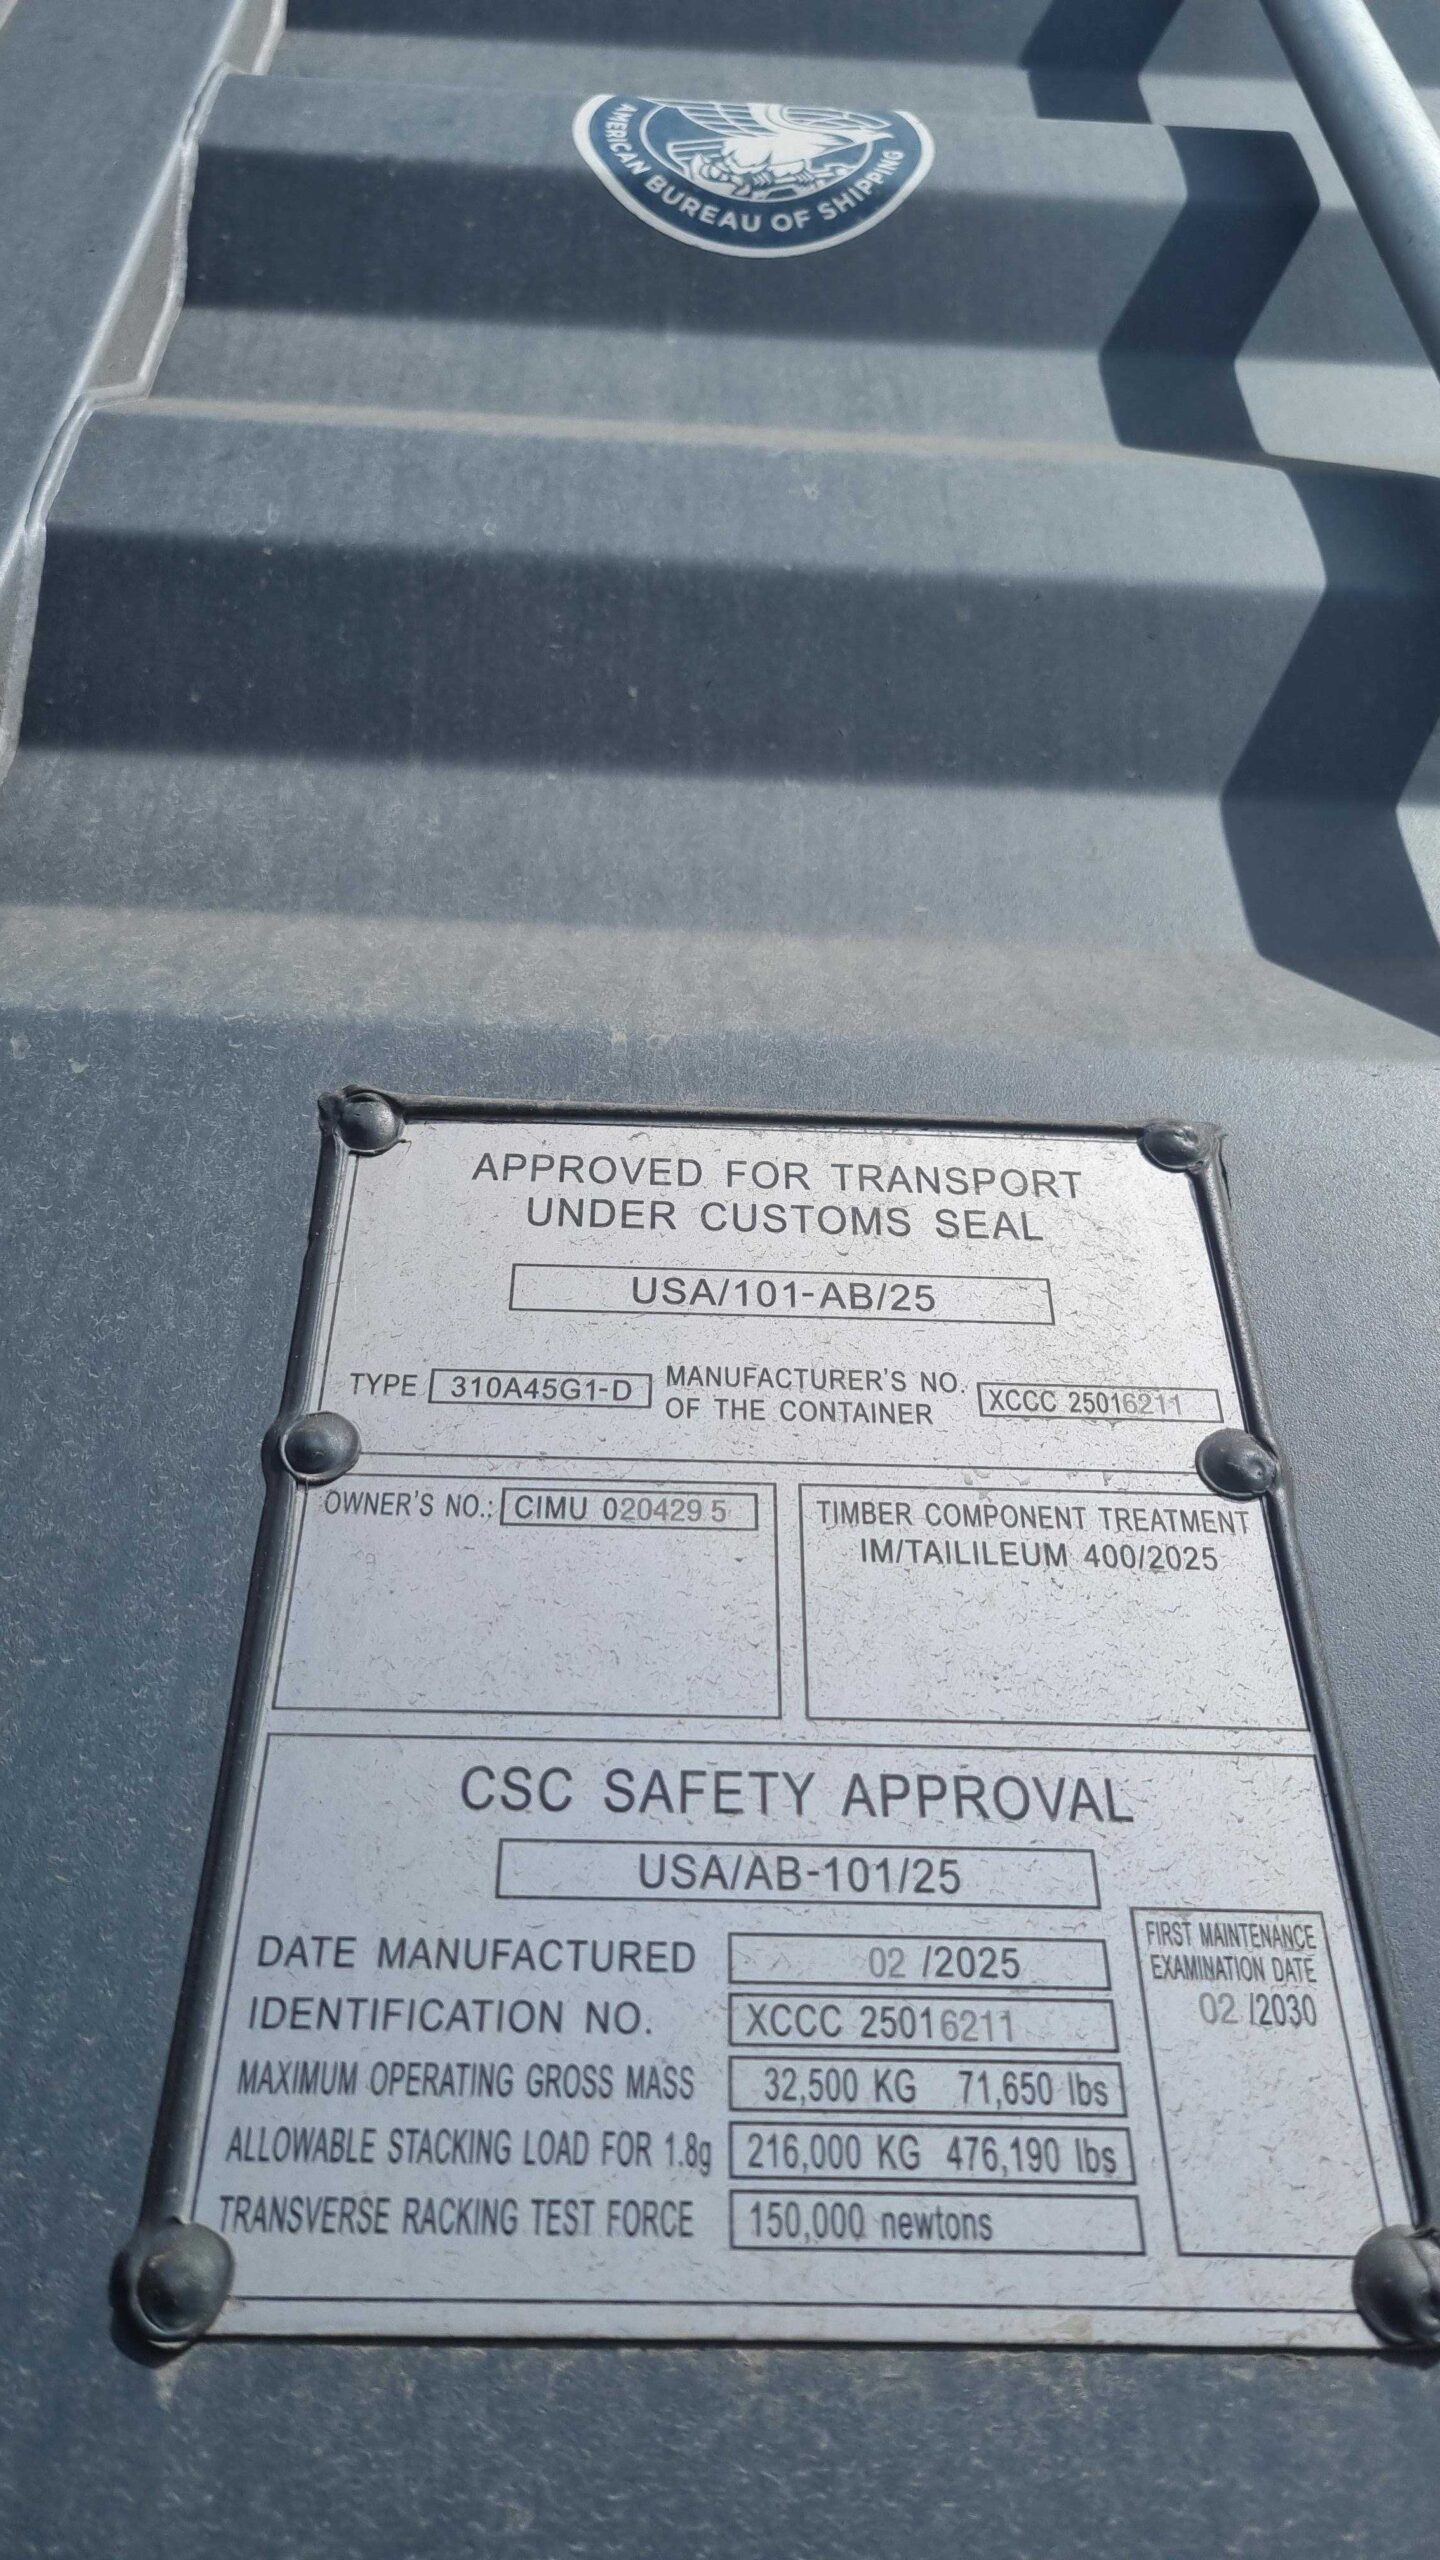 AMERICAN BUREAU OF SHIPPING
APPROVED FOR TRANSPORT
UNDER CUSTOMS SEAL
USA/101-AB/25
TYPE 310A45G1-D MANUFACTURER'S NO. OF THE CONTAINER XCCC 25016211
OWNER'S NO.: CIMU 020429 5
TIMBER COMPONENT TREATMENT
IM/TAILILEUM 400/2025
CSC SAFETY APPROVAL
USA/AB-101/25
DATE MANUFACTURED 02 /2025
IDENTIFICATION NO. XCCC 25016211
MAXIMUM OPERATING GROSS MASS 32,500 KG 71,650 lbs
ALLOWABLE STACKING LOAD FOR 1.8g 216,000 KG 476,190 lbs
TRANSVERSE RACKING TEST FORCE 150,000 newtons
FIRST MAINTENANCE
EXAMINATION DATE
02 /2030